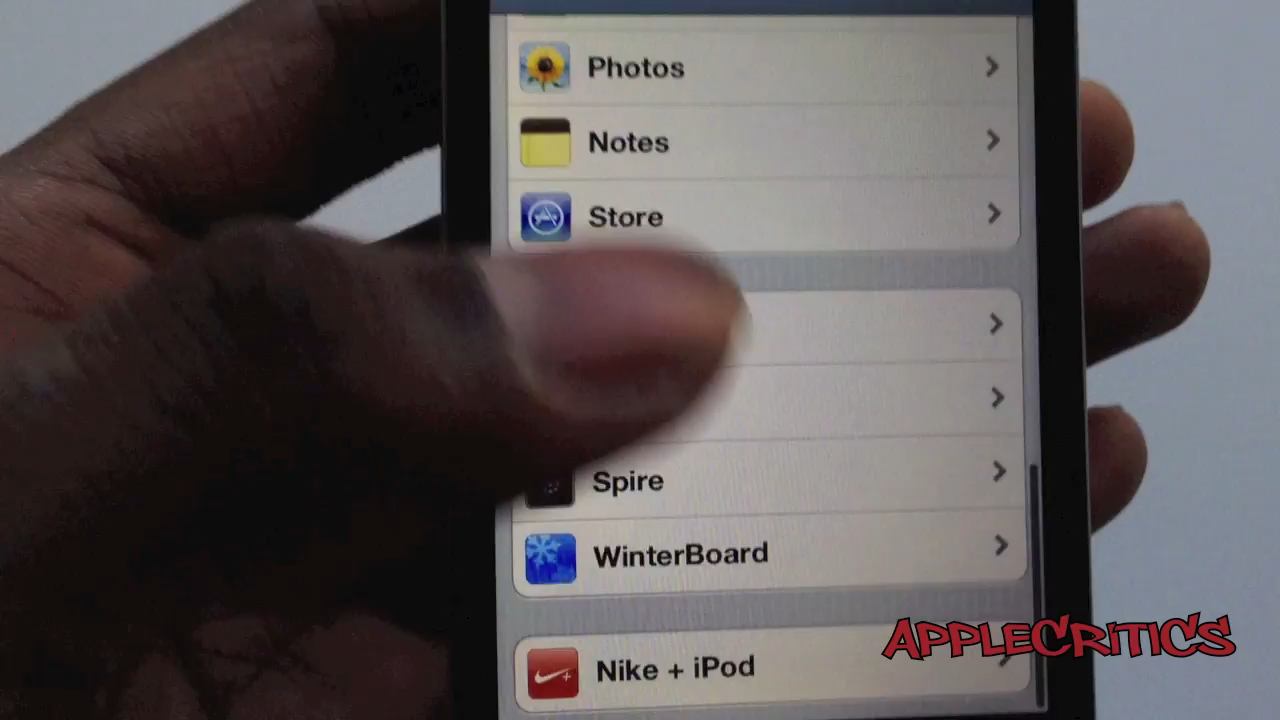 Photos
Notes
Store
Spire
WinterBoard
Nike + iPod
APPLECRITICS